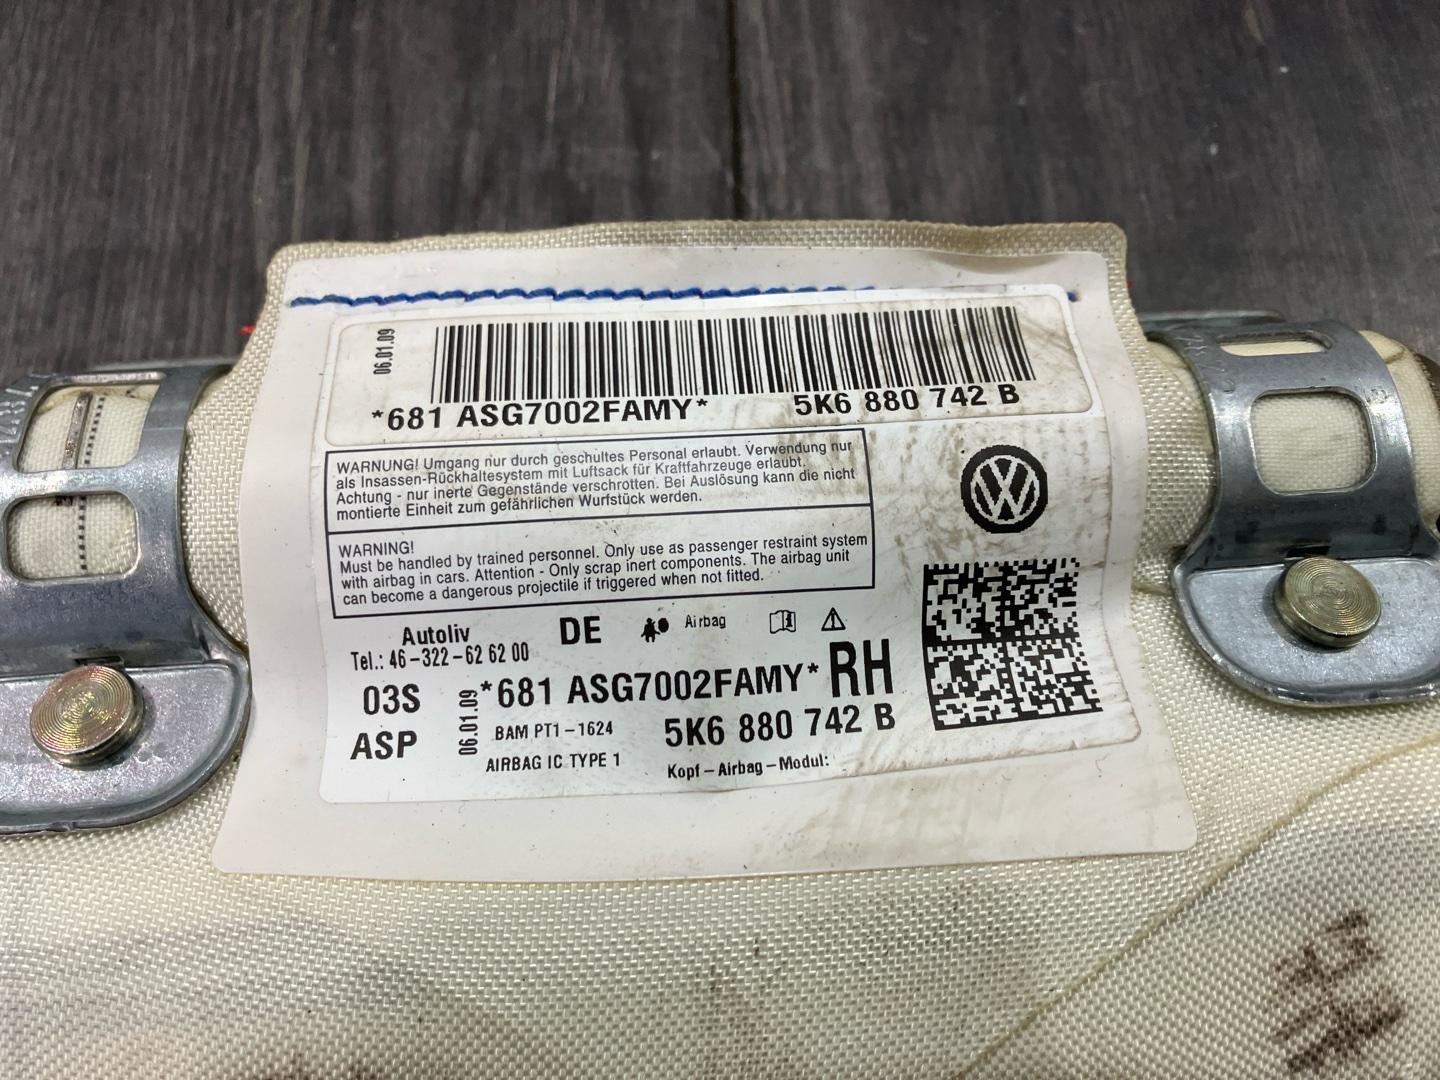 06.01.09
*681 ASG7002FAMY* 5K6 880 742 B
WARNUNG! Umgang nur durch geschultes Personal erlaubt. Verwendung nur
als Insassen-Rückhaltesystem mit Luftsack für Kraftfahrzeuge erlaubt.
Achtung - nur inerte Gegenstände verschrotten. Bei Auslösung kann die nicht
montierte Einheit zum gefährlichen Wurfstück werden.
WARNING!
Must be handled by trained personnel. Only use as passenger restraint system
with airbag in cars. Attention - Only scrap inert components. The airbag unit
can become a dangerous projectile if triggered when not fitted.
Autoliv
Tel.: 46-322-62 62 00
DE
Airbag
03S
ASP
06.01.09
*681 ASG7002FAMY* RH
BAM PT1-1624
5K6 880 742 B
AIRBAG IC TYPE 1
Kopf-Airbag-Modul: